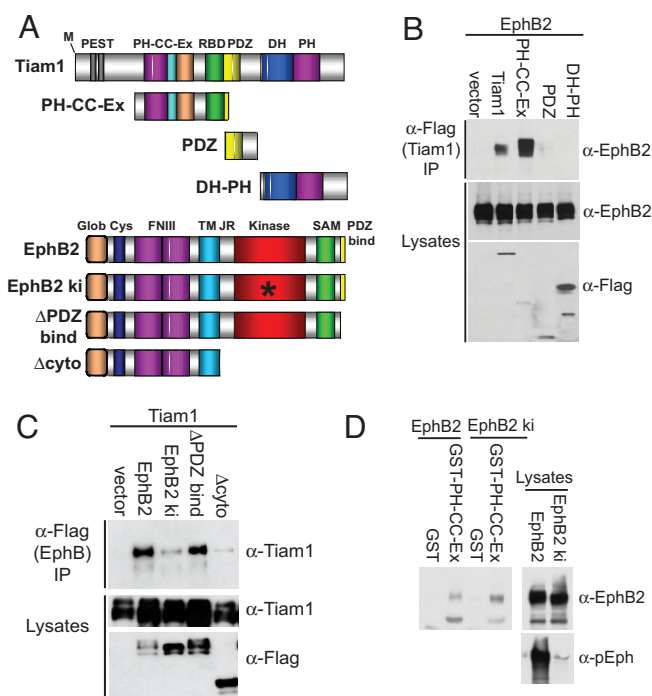 A
M
PEST PH-CC-Ex RBD PDZ DH PH
Tiam1
PH-CC-Ex
PDZ
DH-PH
Glob Cys FNIII TM JR Kinase SAM PDZ bind
EphB2
EphB2 ki
*
ΔPDZ bind
Δcyto
B
EphB2
vector
Tiam1
PH-CC-Ex
PDZ
DH-PH
α-Flag
(Tiam1)
IP
α-EphB2
α-EphB2
Lysates
α-Flag
C
Tiam1
vector
EphB2
EphB2 ki
ΔPDZ bind
Δcyto
α-Flag
(EphB)
IP
α-Tiam1
α-Tiam1
Lysates
α-Flag
D
EphB2 EphB2 ki
GST
GST-PH-CC-Ex
GST
GST-PH-CC-Ex
Lysates
EphB2
EphB2 ki
α-EphB2
α-pEph